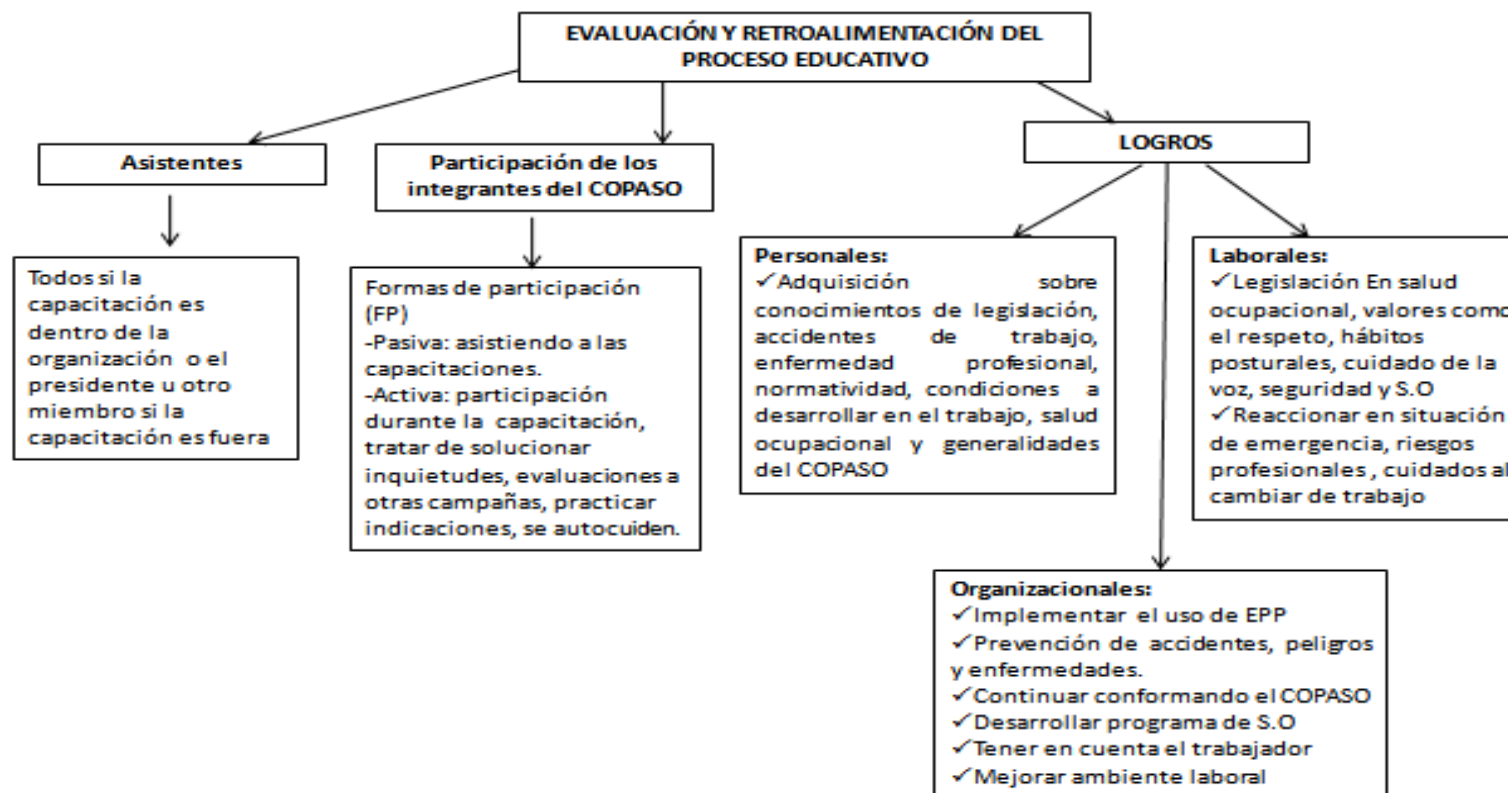 EVALUACIÓN Y RETROALIMENTACIÓN DEL
PROCESO EDUCATIVO
Asistentes
Todos si la
capacitación es
dentro de la
organización o el
presidente u otro
miembro si la
capacitación es fuera
Participación de los
integrantes del COPASO
Formas de participación
(FP)
-Pasiva: asistiendo a las
capacitaciones.
-Activa: participación
durante la capacitación,
tratar de solucionar
inquietudes, evaluaciones a
otras campañas, practicar
indicaciones, se autocuiden.
LOGROS
Personales:
✓Adquisición sobre
conocimientos de legislación,
accidentes de trabajo,
enfermedad profesional,
normatividad, condiciones a
desarrollar en el trabajo, salud
ocupacional y generalidades
del COPASO
Laborales:
✓Legislación En salud
ocupacional, valores como
el respeto, hábitos
posturales, cuidado de la
voz, seguridad y S.O
✓Reaccionar en situación
de emergencia, riesgos
profesionales , cuidados al
cambiar de trabajo
Organizacionales:
✓Implementar el uso de EPP
✓Prevención de accidentes, peligros
y enfermedades.
✓Continuar conformando el COPASO
✓Desarrollar programa de S.O
✓Tener en cuenta el trabajador
✓Mejorar ambiente laboral